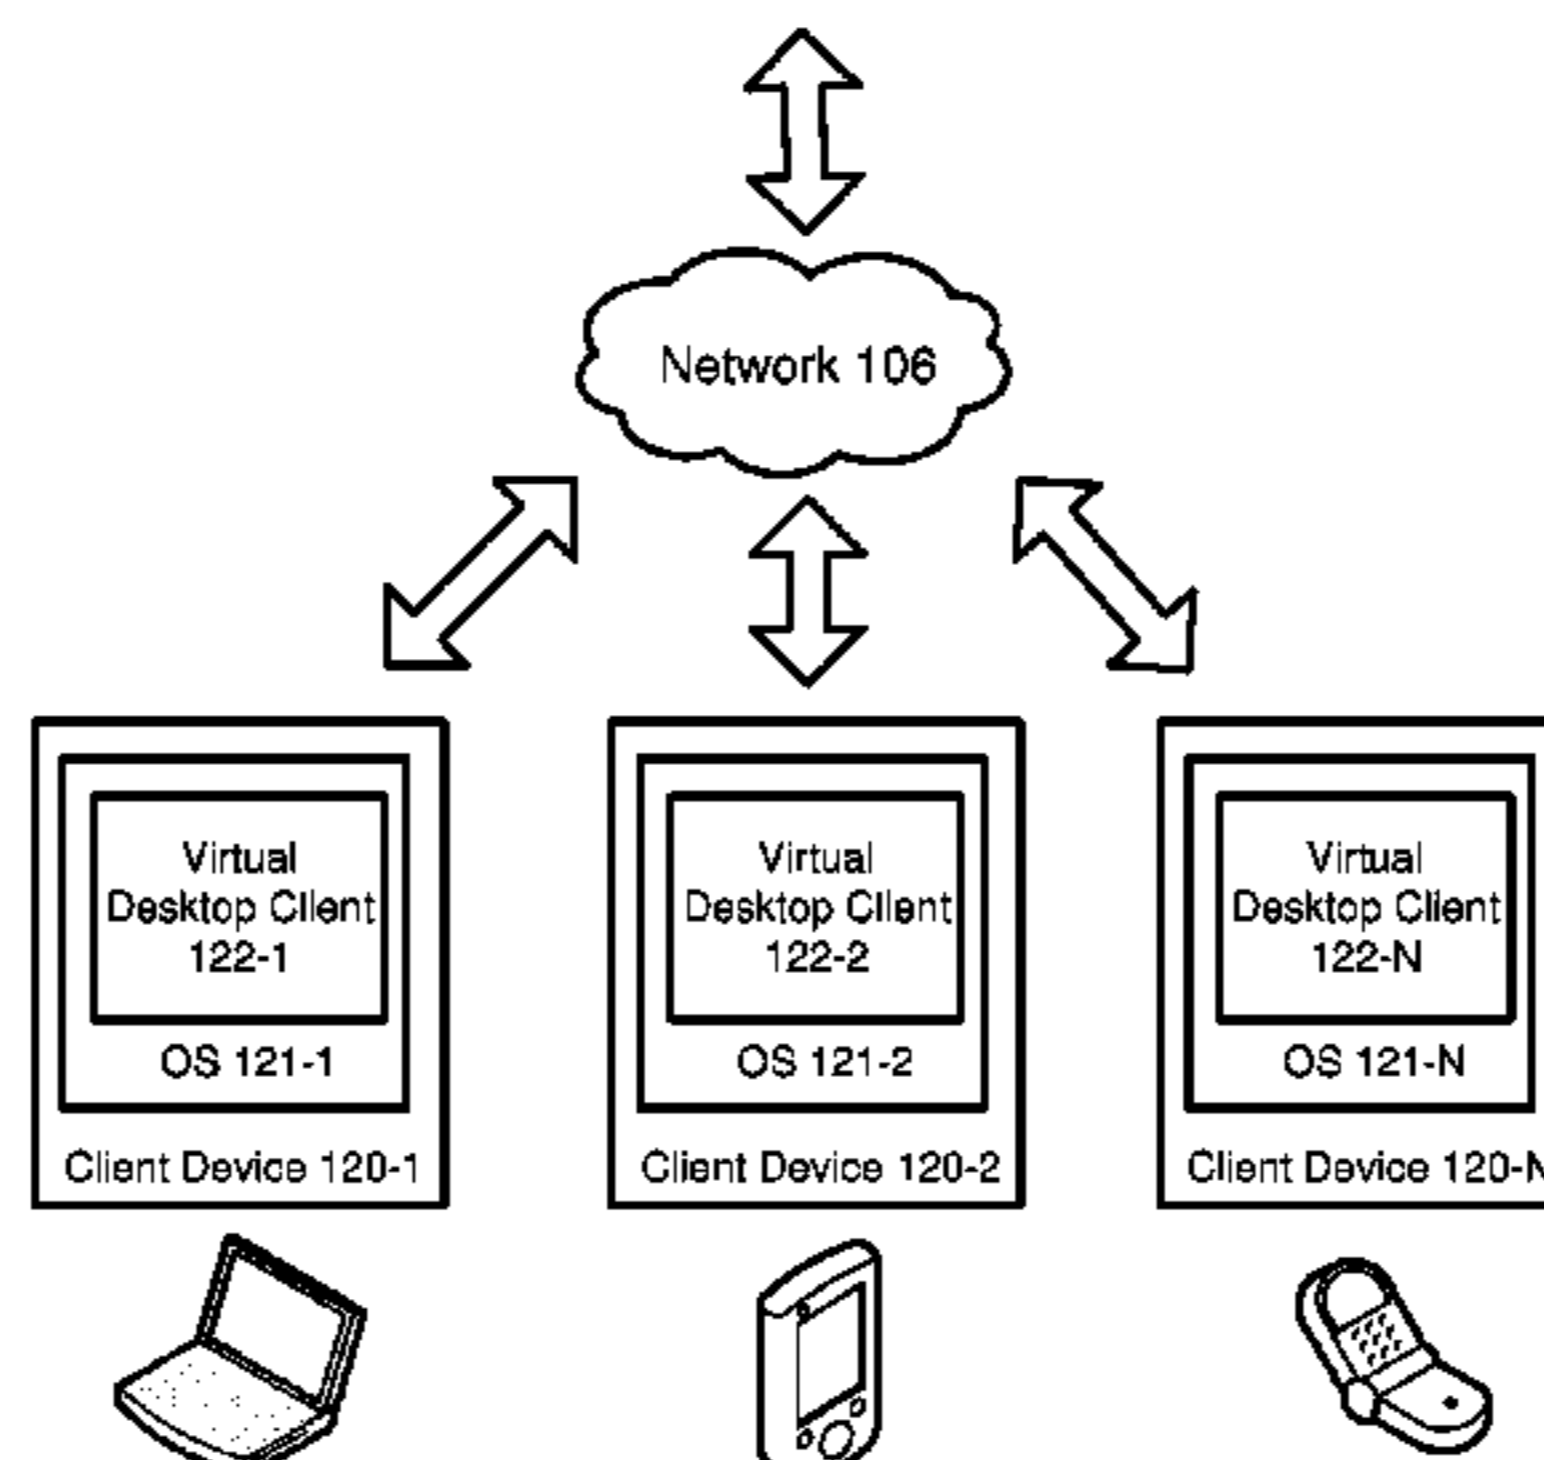 Network 106
Virtual
Desktop Client
122-1
OS 121-1
Client Device 120-1
Virtual
Desktop Client
122-2
OS 121-2
Client Device 120-2
Virtual
Desktop Client
122-N
OS 121-N
Client Device 120-N